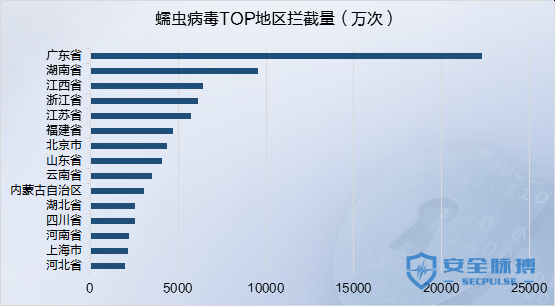 蠕虫病毒TOP地区拦截量（万次）
广东省
湖南省
江西省
浙江省
江苏省
福建省
北京市
山东省
云南省
内蒙古自治区
湖北省
四川省
河南省
上海市
河北省
0 5000 10000 15000 20000 25000
安全脉搏
SECPULSE